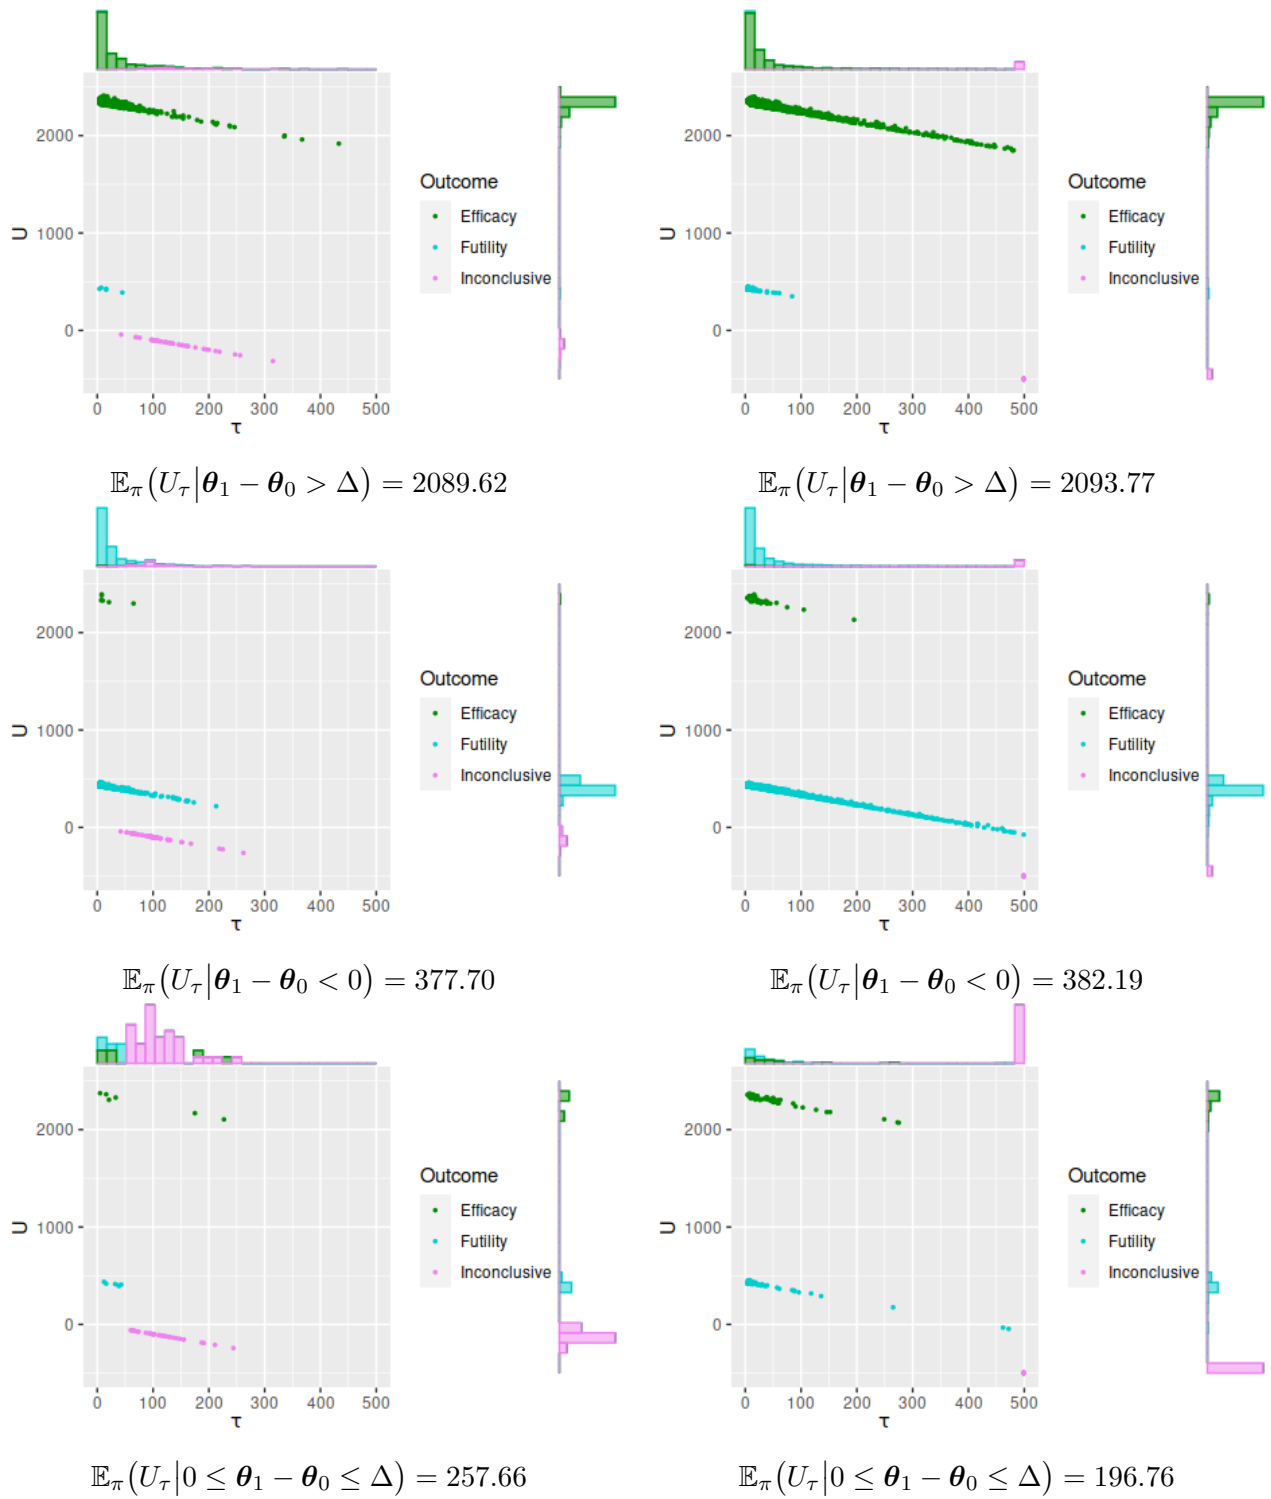 2000
1000
0
U
0 100 200 300 400 500
τ
Outcome
Efficacy
Futility
Inconclusive
2000
1000
0
U
0 100 200 300 400 500
τ
Outcome
Efficacy
Futility
Inconclusive
𝔼π(Uτ|θ1 − θ0 > Δ) = 2089.62
𝔼π(Uτ|θ1 − θ0 > Δ) = 2093.77
2000
1000
0
U
0 100 200 300 400 500
τ
Outcome
Efficacy
Futility
Inconclusive
2000
1000
0
U
0 100 200 300 400 500
τ
Outcome
Efficacy
Futility
Inconclusive
𝔼π(Uτ|θ1 − θ0 < 0) = 377.70
𝔼π(Uτ|θ1 − θ0 < 0) = 382.19
2000
1000
0
U
0 100 200 300 400 500
τ
Outcome
Efficacy
Futility
Inconclusive
2000
1000
0
U
0 100 200 300 400 500
τ
Outcome
Efficacy
Futility
Inconclusive
𝔼π(Uτ|0 ≤ θ1 − θ0 ≤ Δ) = 257.66
𝔼π(Uτ|0 ≤ θ1 − θ0 ≤ Δ) = 196.76